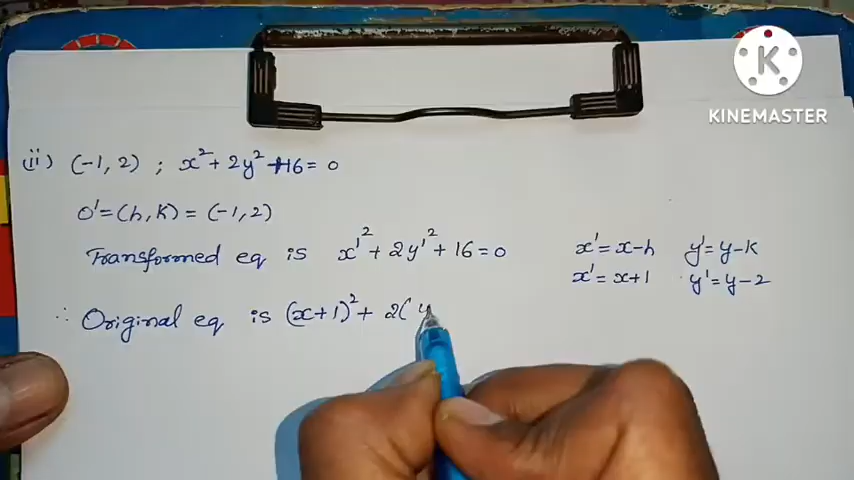 K
KINEMASTER
(ii) (-1, 2) ; x² + 2y² + 16 = 0
O' = (h, k) = (-1, 2)
Transformed eq is x'² + 2y'² + 16 = 0
x' = x-h y' = y-k
x' = x+1 y' = y-2
∴ Original eq is (x+1)² + 2(y